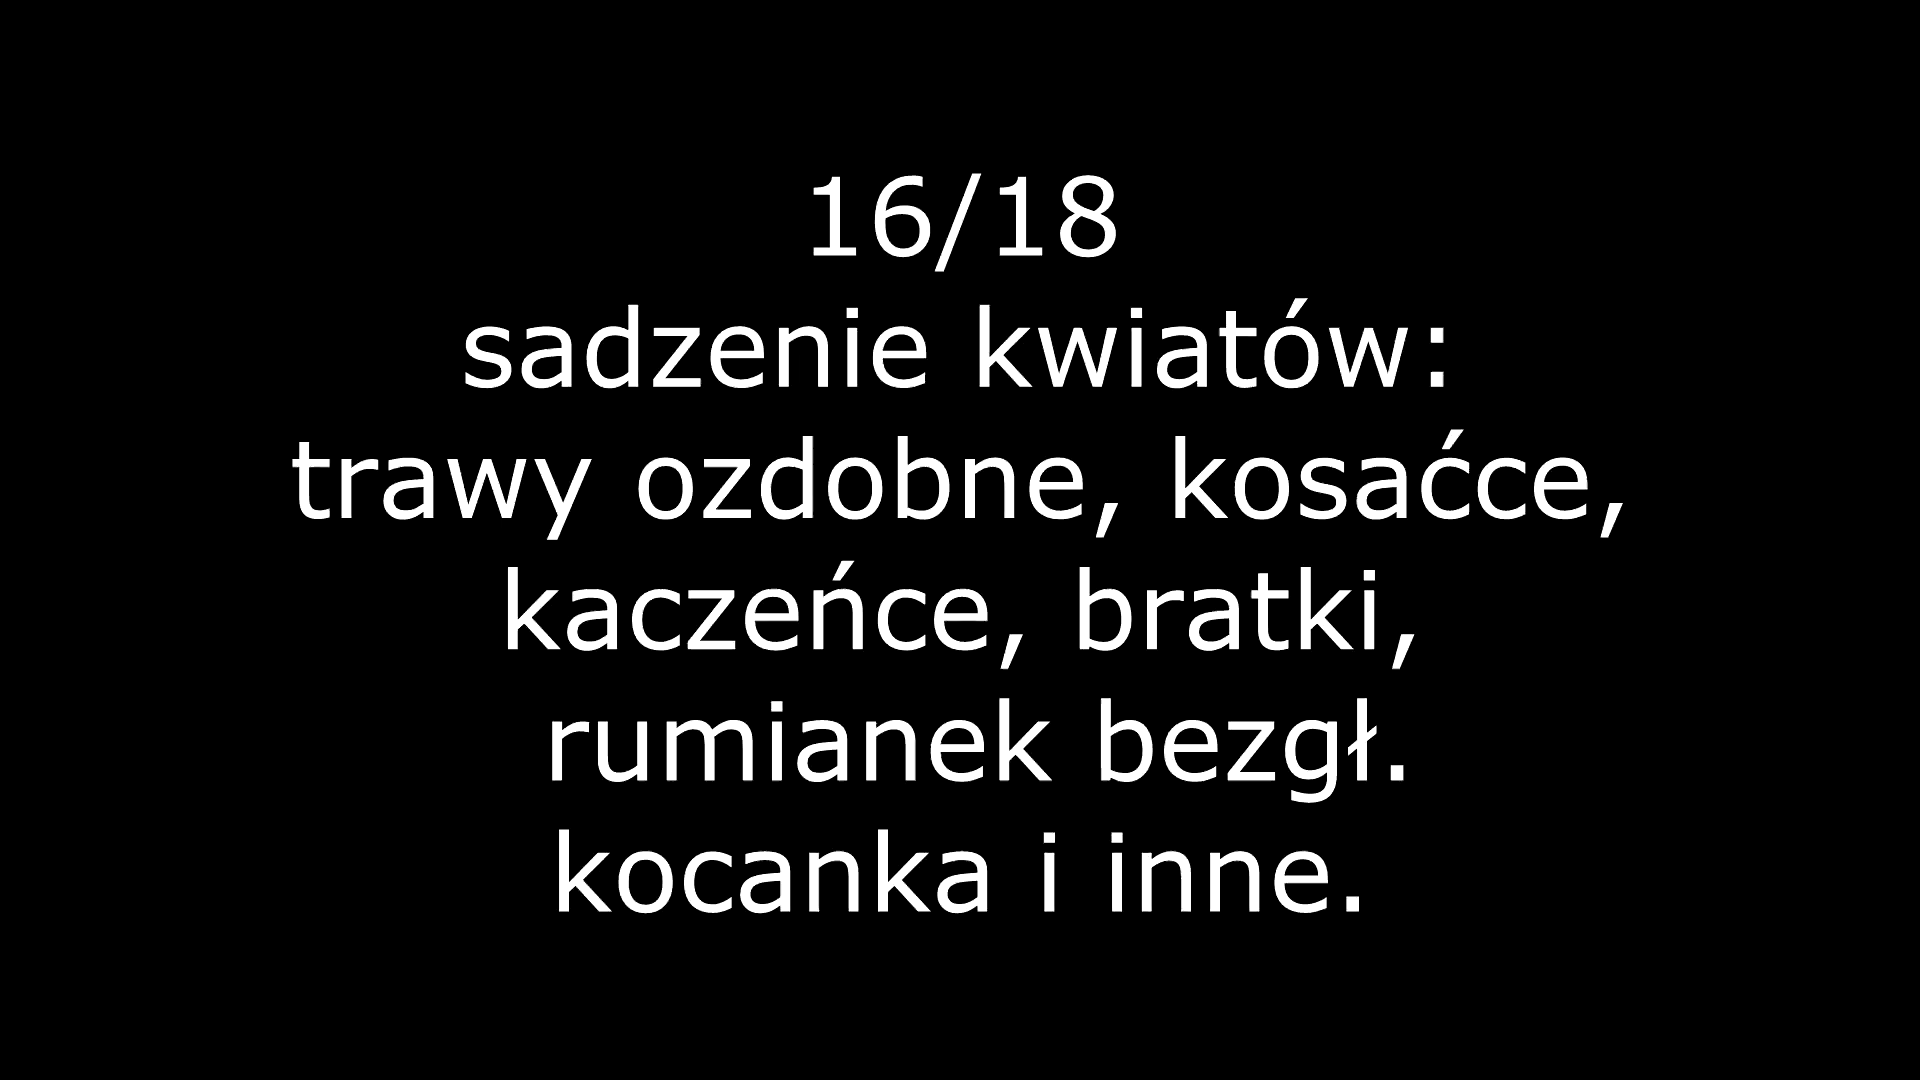 16/18
sadzenie kwiatów:
trawy ozdobne, kosaćce,
kaczeńce, bratki,
rumianek bezgł.
kocanka i inne.